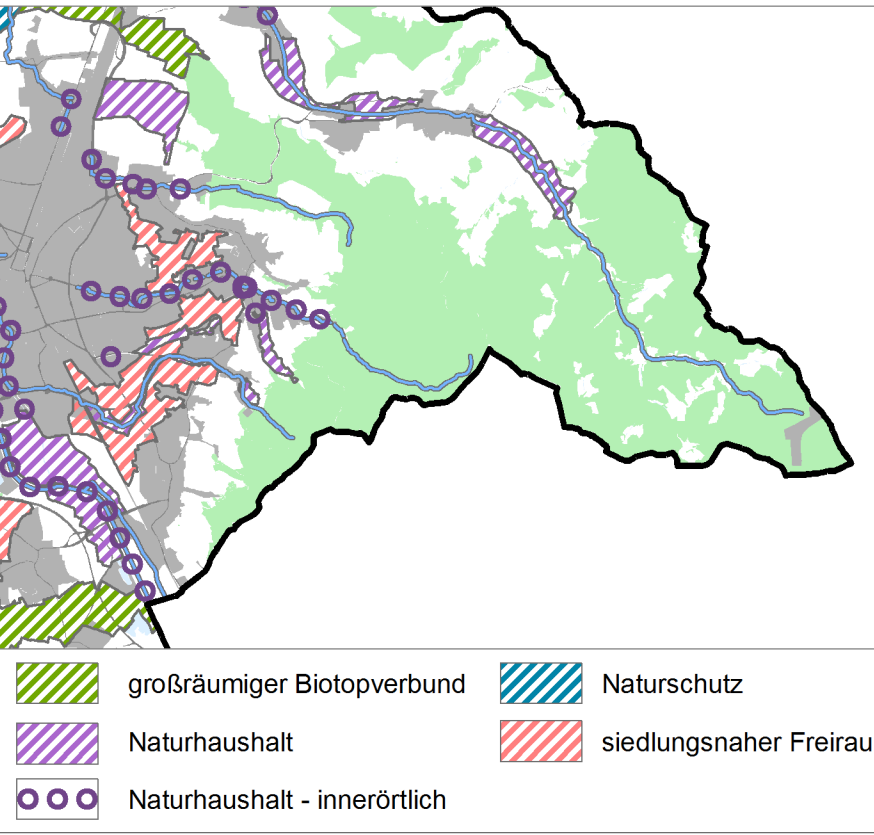 großräumiger Biotopverbund
Naturschutz
Naturhaushalt
siedlungsnaher Freirau
Naturhaushalt - innerörtlich